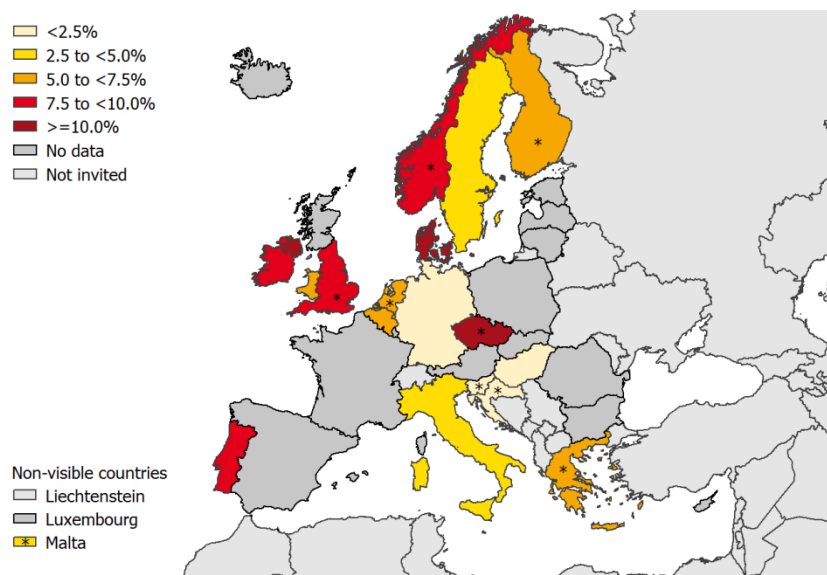 <2.5%
2.5 to <5.0%
5.0 to <7.5%
7.5 to <10.0%
>=10.0%
No data
Not invited
* 
*
*
*
*
*
*
*
Non-visible countries
Liechtenstein
Luxembourg
* Malta